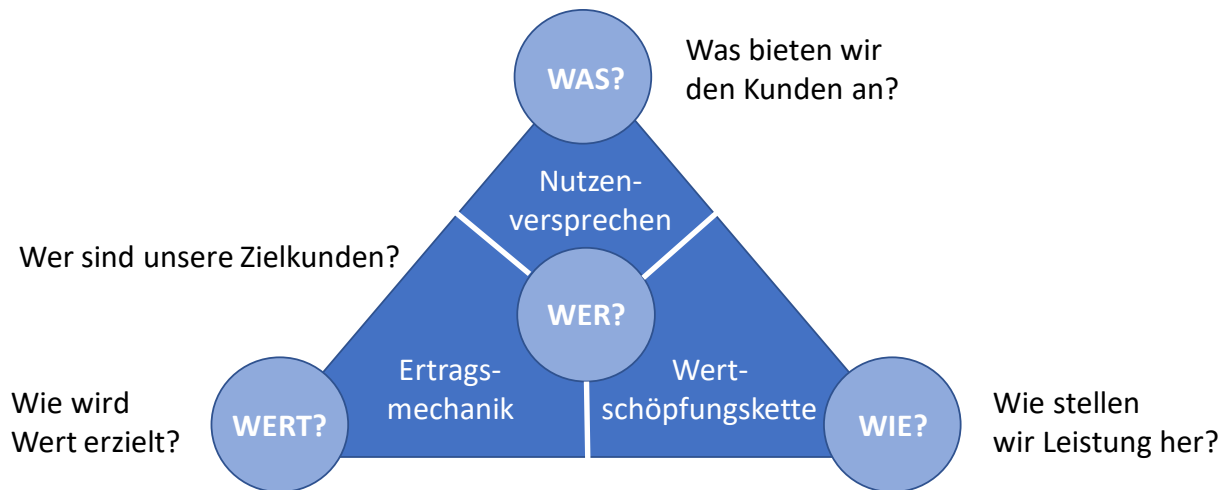 WAS?
Was bieten wir
den Kunden an?
Nutzen-
versprechen
Wer sind unsere Zielkunden?
WER?
Ertrags-
mechanik
Wert-
schöpfungskette
Wie wird
Wert erzielt?
WERT?
WIE?
Wie stellen
wir Leistung her?